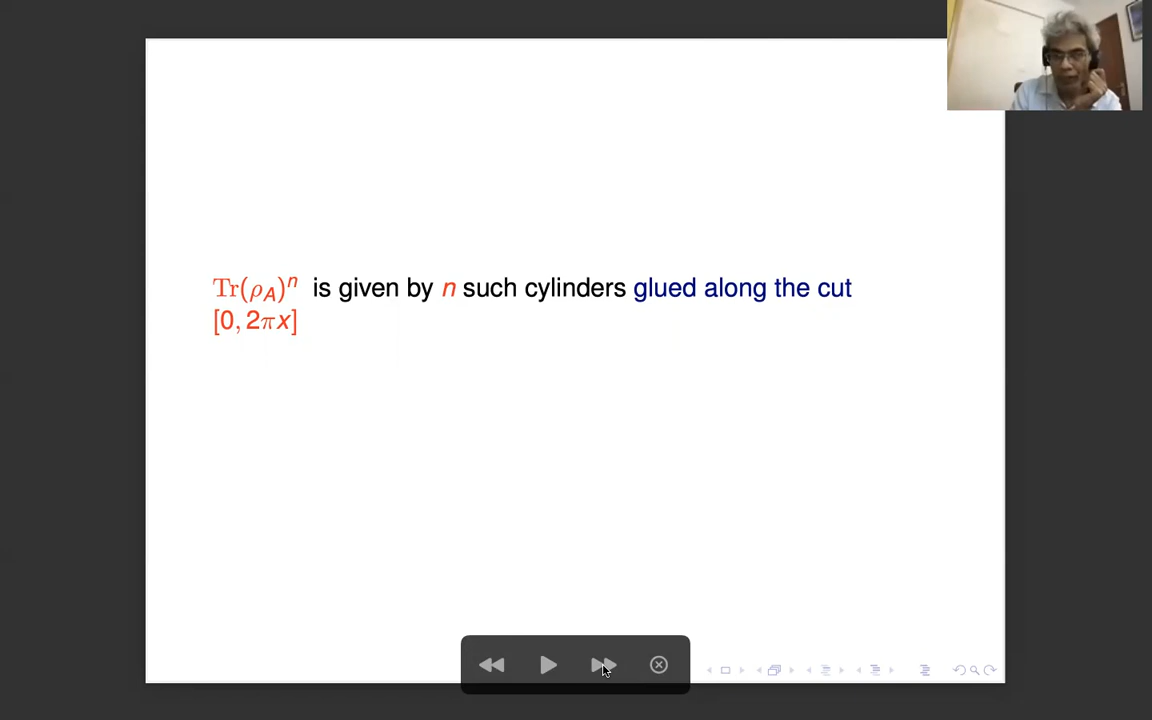 Tr(ρ_A)^n is given by n such cylinders glued along the cut
[0, 2πx]